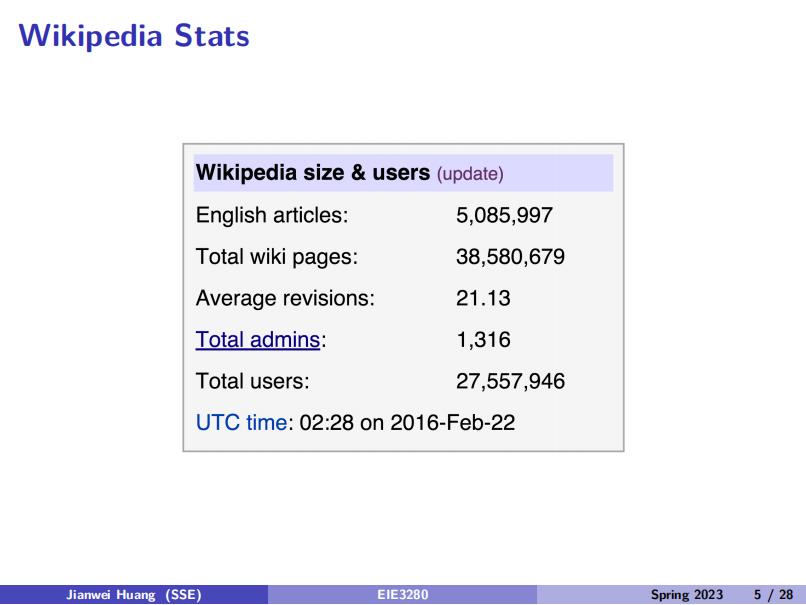 Wikipedia Stats
Wikipedia size & users (update)
English articles: 5,085,997
Total wiki pages: 38,580,679
Average revisions: 21.13
Total admins: 1,316
Total users: 27,557,946
UTC time: 02:28 on 2016-Feb-22
Jianwei Huang (SSE) EIE3280 Spring 2023 5 / 28